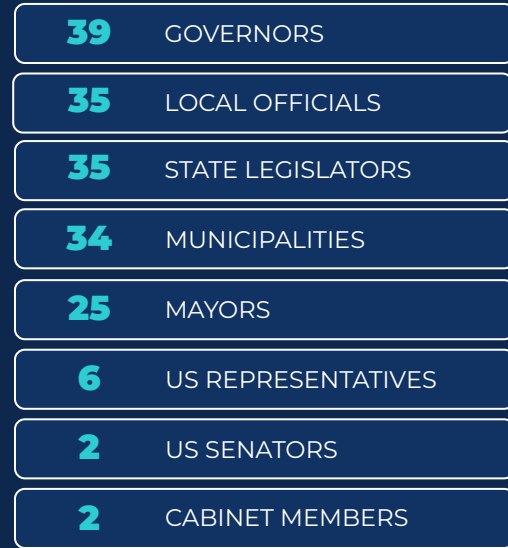 39 GOVERNORS
35 LOCAL OFFICIALS
35 STATE LEGISLATORS
34 MUNICIPALITIES
25 MAYORS
6 US REPRESENTATIVES
2 US SENATORS
2 CABINET MEMBERS